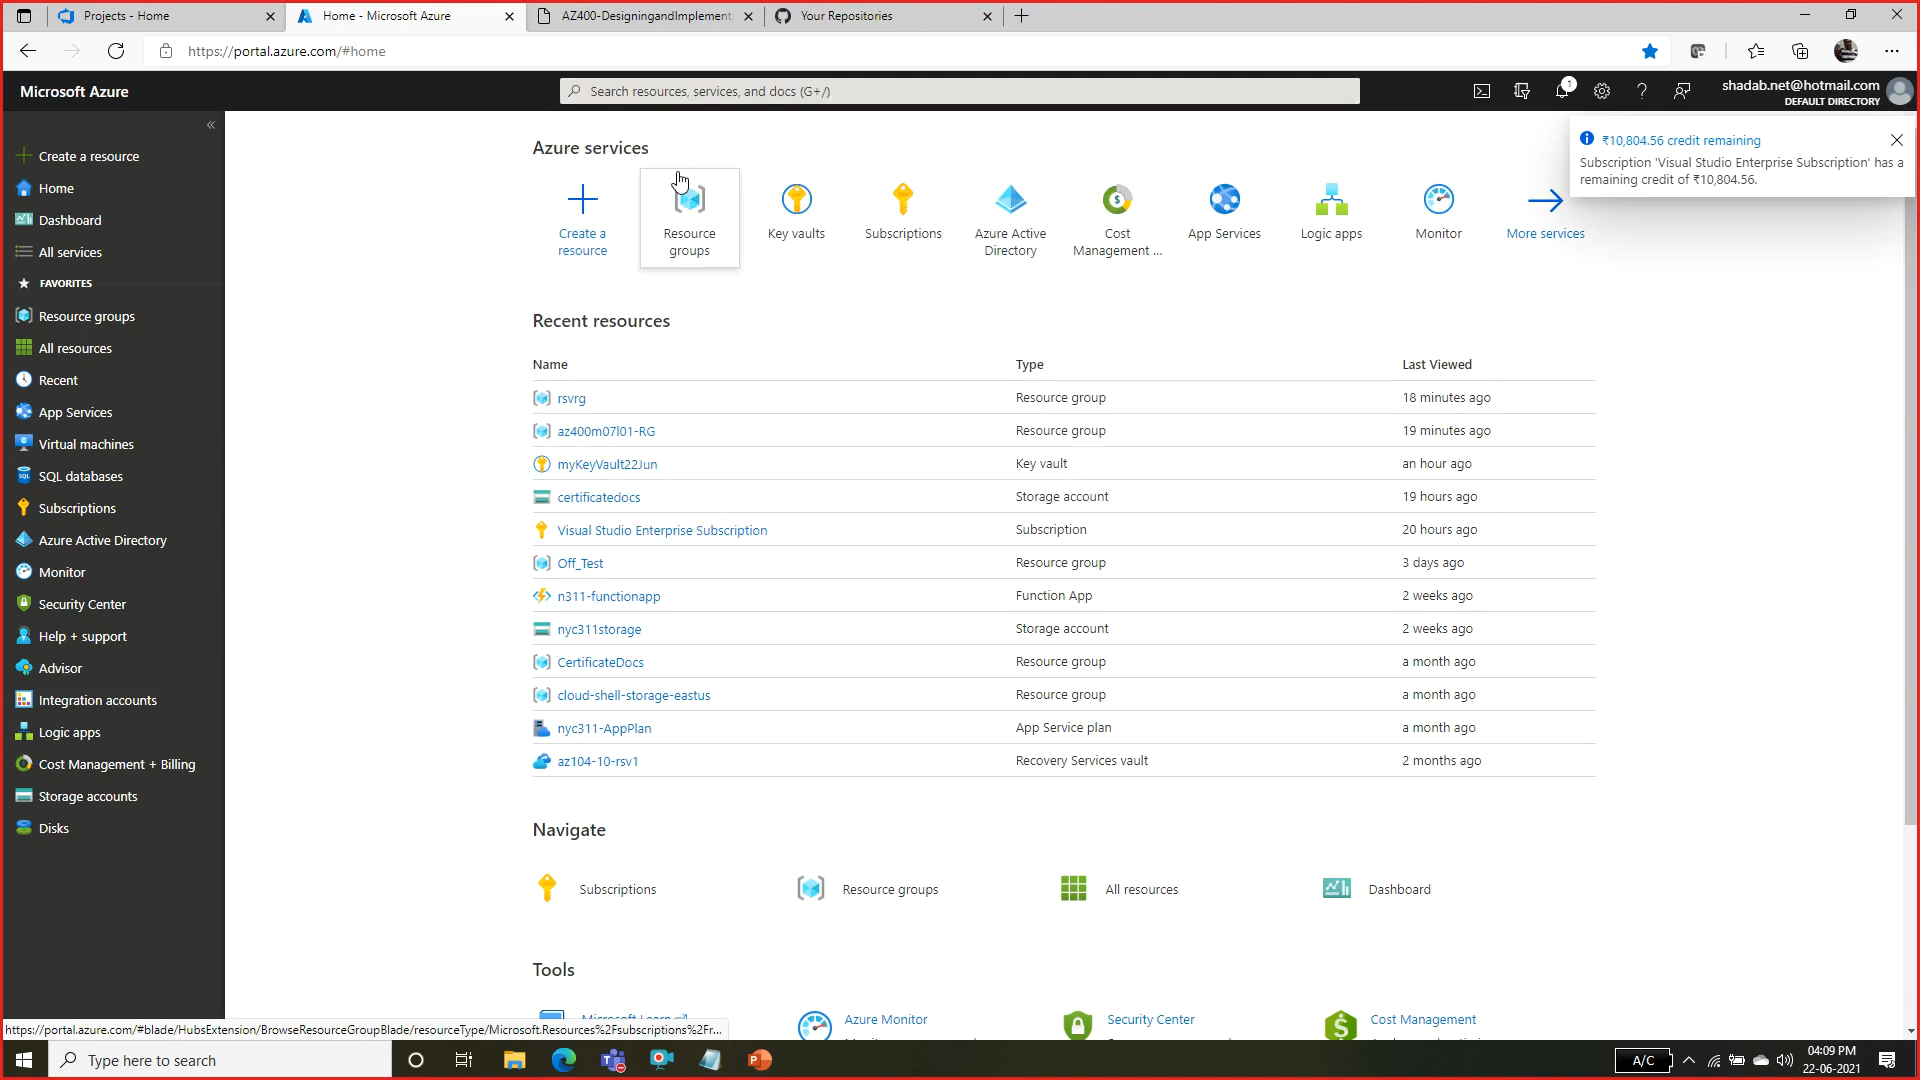 Projects - Home
Home - Microsoft Azure
AZ400-DesigningandImplement
Your Repositories
https://portal.azure.com/#home
Microsoft Azure
Search resources, services, and docs (G+/)
1
shadab.net@hotmail.com
DEFAULT DIRECTORY
₹10,804.56 credit remaining
Subscription 'Visual Studio Enterprise Subscription' has a
remaining credit of ₹10,804.56.
Create a resource
Home
Dashboard
All services
FAVORITES
Resource groups
All resources
Recent
App Services
Virtual machines
SQL databases
Subscriptions
Azure Active Directory
Monitor
Security Center
Help + support
Advisor
Integration accounts
Logic apps
Cost Management + Billing
Storage accounts
Disks
Azure services
Create a
resource
Resource
groups
Key vaults
Subscriptions
Azure Active
Directory
Cost
Management ...
App Services
Logic apps
Monitor
More services
Recent resources
Name Type Last Viewed
rsvrg Resource group 18 minutes ago
az400m07l01-RG Resource group 19 minutes ago
myKeyVault22Jun Key vault an hour ago
certificatedocs Storage account 19 hours ago
Visual Studio Enterprise Subscription Subscription 20 hours ago
Off_Test Resource group 3 days ago
n311-functionapp Function App 2 weeks ago
nyc311storage Storage account 2 weeks ago
CertificateDocs Resource group a month ago
cloud-shell-storage-eastus Resource group a month ago
nyc311-AppPlan App Service plan a month ago
az104-10-rsv1 Recovery Services vault 2 months ago
Navigate
Subscriptions Resource groups All resources Dashboard
Tools
Microsoft Learn Azure Monitor Security Center Cost Management
https://portal.azure.com/#blade/HubsExtension/BrowseResourceGroupBlade/resourceType/Microsoft.Resources%2Fsubscriptions%2Fr...
Type here to search
A/C
04:09 PM
22-06-2021